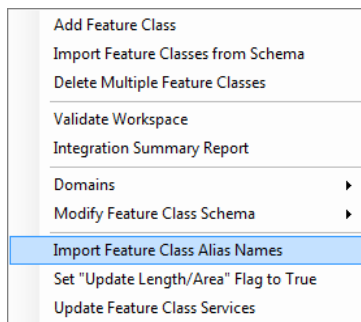 Add Feature Class
Import Feature Classes from Schema
Delete Multiple Feature Classes
Validate Workspace
Integration Summary Report
Domains
Modify Feature Class Schema
Import Feature Class Alias Names
Set "Update Length/Area" Flag to True
Update Feature Class Services